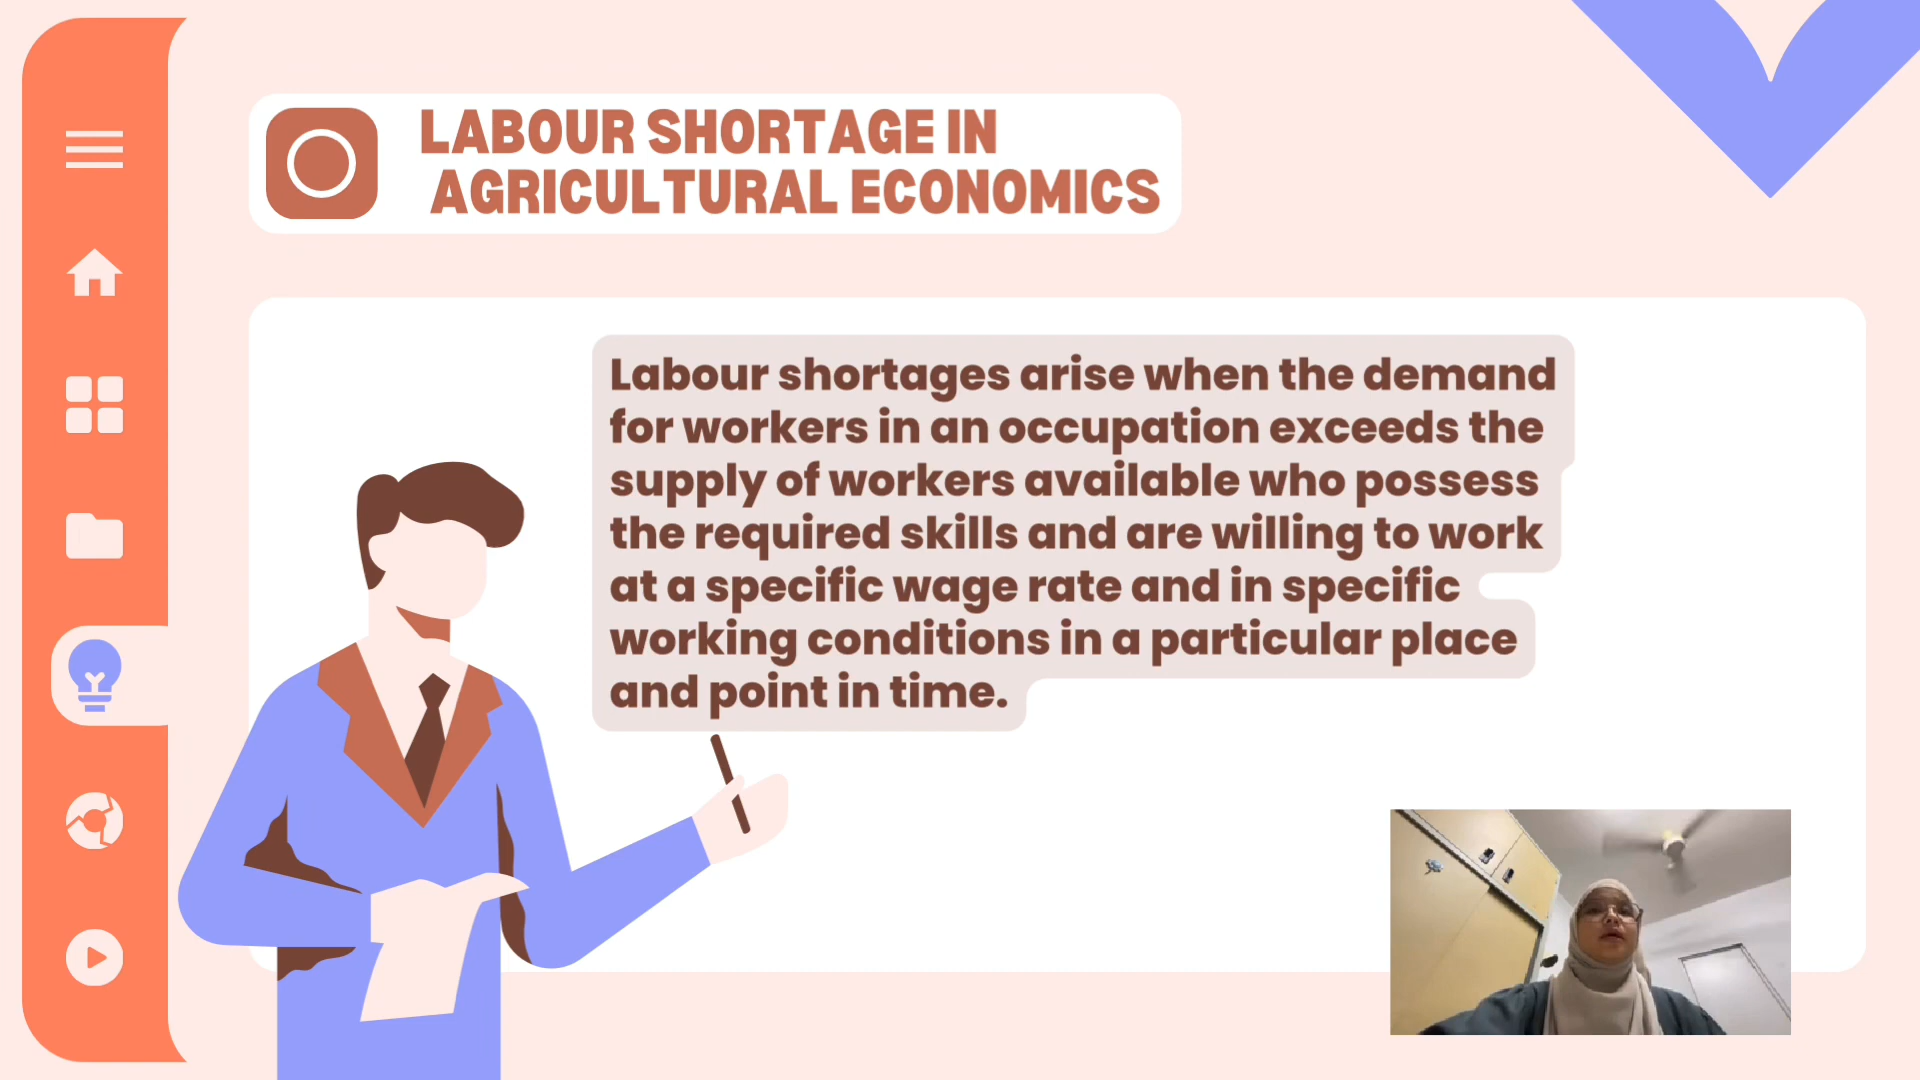 LABOUR SHORTAGE IN
AGRICULTURAL ECONOMICS
Labour shortages arise when the demand
for workers in an occupation exceeds the
supply of workers available who possess
the required skills and are willing to work
at a specific wage rate and in specific
working conditions in a particular place
and point in time.